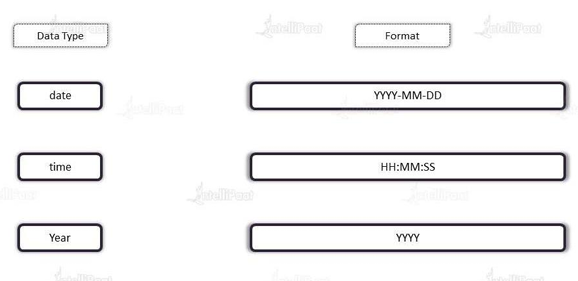 Data Type Format
date YYYY-MM-DD
time HH:MM:SS
Year YYYY